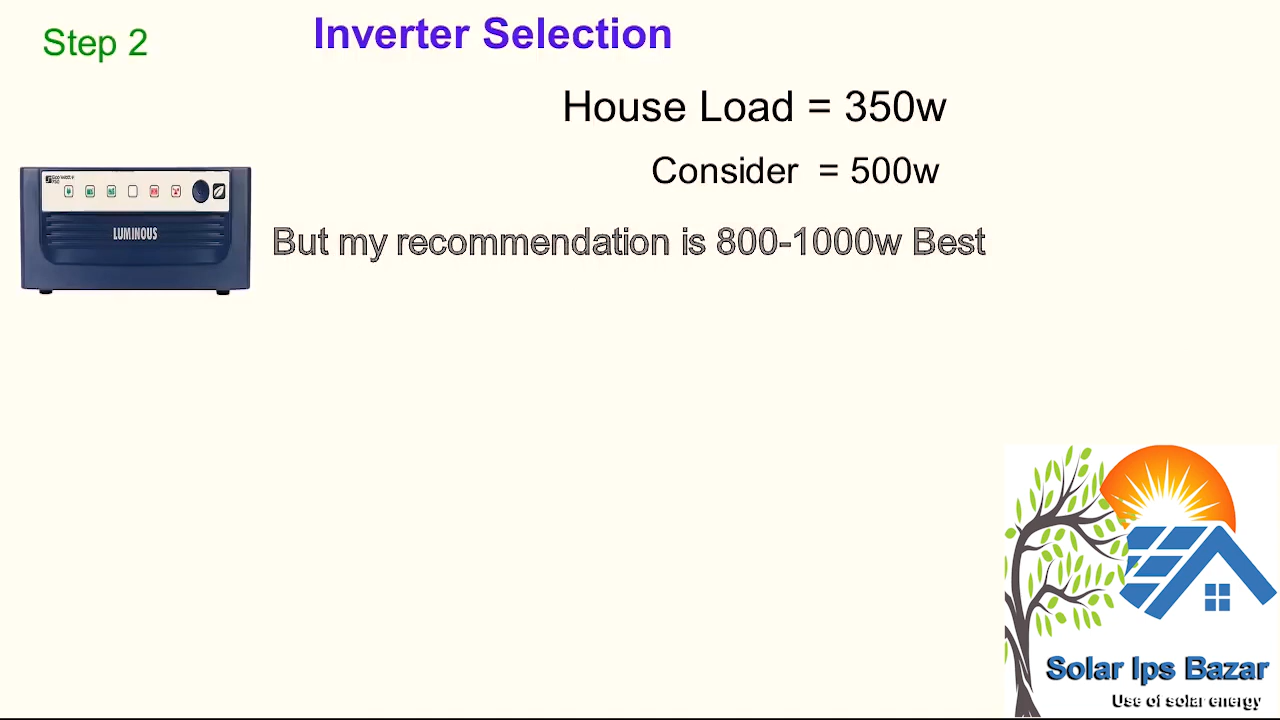 Step 2
Inverter Selection
House Load = 350w
Consider = 500w
LUMINOUS
But my recommendation is 800-1000w Best
Solar Ips Bazar
Use of solar energy